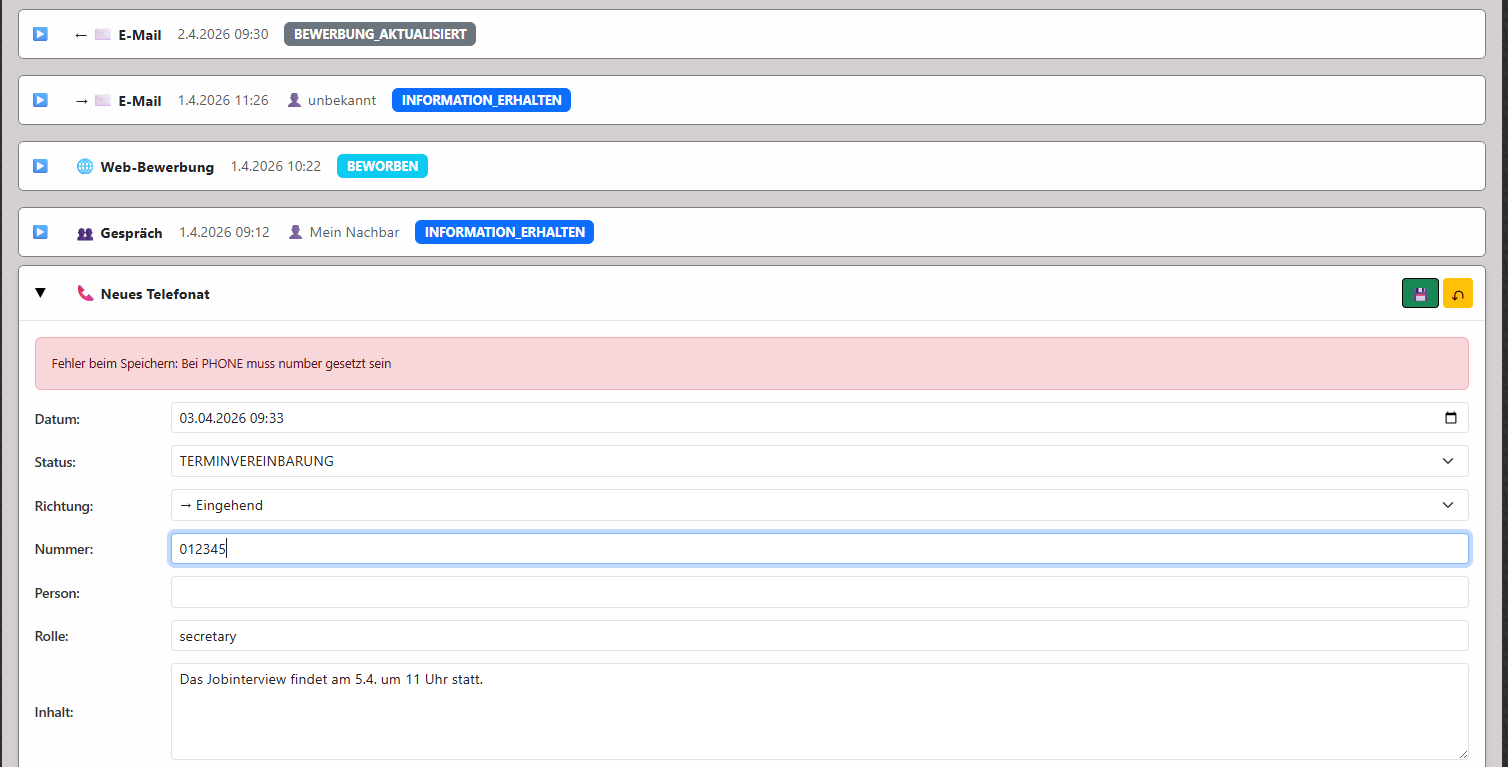 ← E-Mail 2.4.2026 09:30 BEWERBUNG_AKTUALISIERT
→ E-Mail 1.4.2026 11:26 unbekannt INFORMATION_ERHALTEN
Web-Bewerbung 1.4.2026 10:22 BEWORBEN
Gespräch 1.4.2026 09:12 Mein Nachbar INFORMATION_ERHALTEN
Neues Telefonat
Fehler beim Speichern: Bei PHONE muss number gesetzt sein
Datum: 03.04.2026 09:33
Status: TERMINVEREINBARUNG
Richtung: → Eingehend
Nummer: 012345
Person:
Rolle: secretary
Das Jobinterview findet am 5.4. um 11 Uhr statt.
Inhalt: